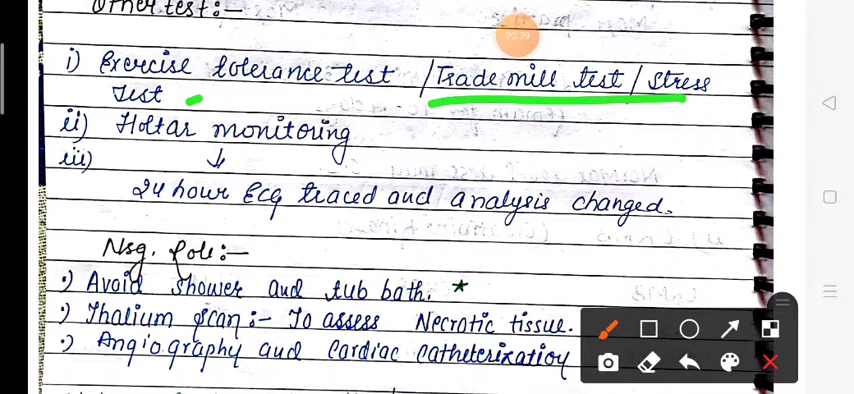 Other test:-
20:39
i) Exercise tolerance test / Trade mill test / Stress
Test
ii) Holtar monitoring
iii) ↓
24 hour Ecg traced and analysis changed.
Nsg. Role:-
·) Avoid shower and tub bath. *
·) Thalium Scan:- To assess Necrotic tissue.
·) Angiography and Cardiac Catheterization